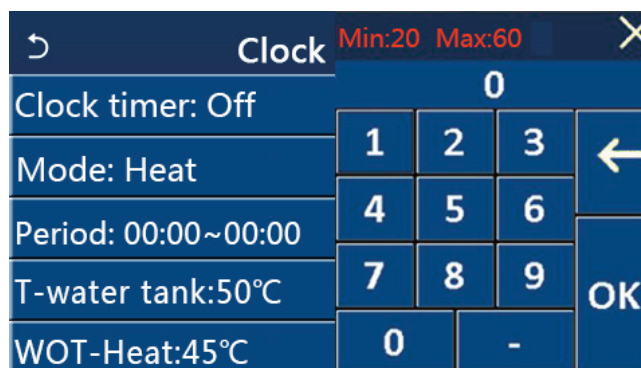 Clock
Clock timer: Off
Mode: Heat
Period: 00:00~00:00
T-water tank:50℃
WOT-Heat:45℃
Min:20 Max:60
0
1 2 3
4 5 6
7 8 9
OK
0 -